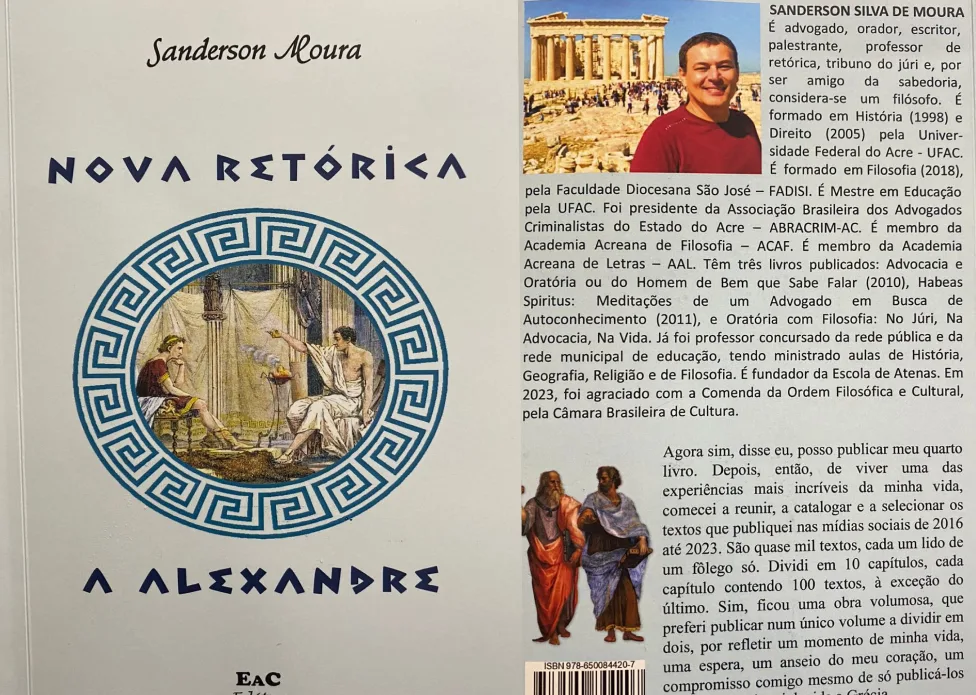 Sanderson Moura
NOVA RETÓRICA
A ALEXANDRE
EAC
SANDERSON SILVA DE MOURA
É advogado, orador, escritor,
palestrante, professor de
retórica, tribuno do júri e, por
ser amigo da sabedoria,
considera-se um filósofo. É
formado em História (1998) e
Direito (2005) pela Univer-
sidade Federal do Acre - UFAC.
É formado em Filosofia (2018),
pela Faculdade Diocesana São José – FADISI. É Mestre em Educação
pela UFAC. Foi presidente da Associação Brasileira dos Advogados
Criminalistas do Estado do Acre – ABRACRIM-AC. É membro da
Academia Acreana de Filosofia – ACAF. É membro da Academia
Acreana de Letras – AAL. Têm três livros publicados: Advocacia e
Oratória ou do Homem de Bem que Sabe Falar (2010), Habeas
Spiritus: Meditações de um Advogado em Busca de
Autoconhecimento (2011), e Oratória com Filosofia: No Júri, Na
Advocacia, Na Vida. Já foi professor concursado da rede pública e da
rede municipal de educação, tendo ministrado aulas de História,
Geografia, Religião e de Filosofia. É fundador da Escola de Atenas. Em
2023, foi agraciado com a Comenda da Ordem Filosófica e Cultural,
pela Câmara Brasileira de Cultura.
Agora sim, disse eu, posso publicar meu quarto
livro. Depois, então, de viver uma das
experiências mais incríveis da minha vida,
comecei a reunir, a catalogar e a selecionar os
textos que publiquei nas mídias sociais de 2016
até 2023. São quase mil textos, cada um lido de
um fôlego só. Dividi em 10 capítulos, cada
capítulo contendo 100 textos, à exceção do
último. Sim, ficou uma obra volumosa, que
preferi publicar num único volume a dividir em
dois, por refletir um momento de minha vida,
uma espera, um anseio do meu coração, um
compromisso comigo mesmo de só publicá-los
ISBN 978-650084420-7